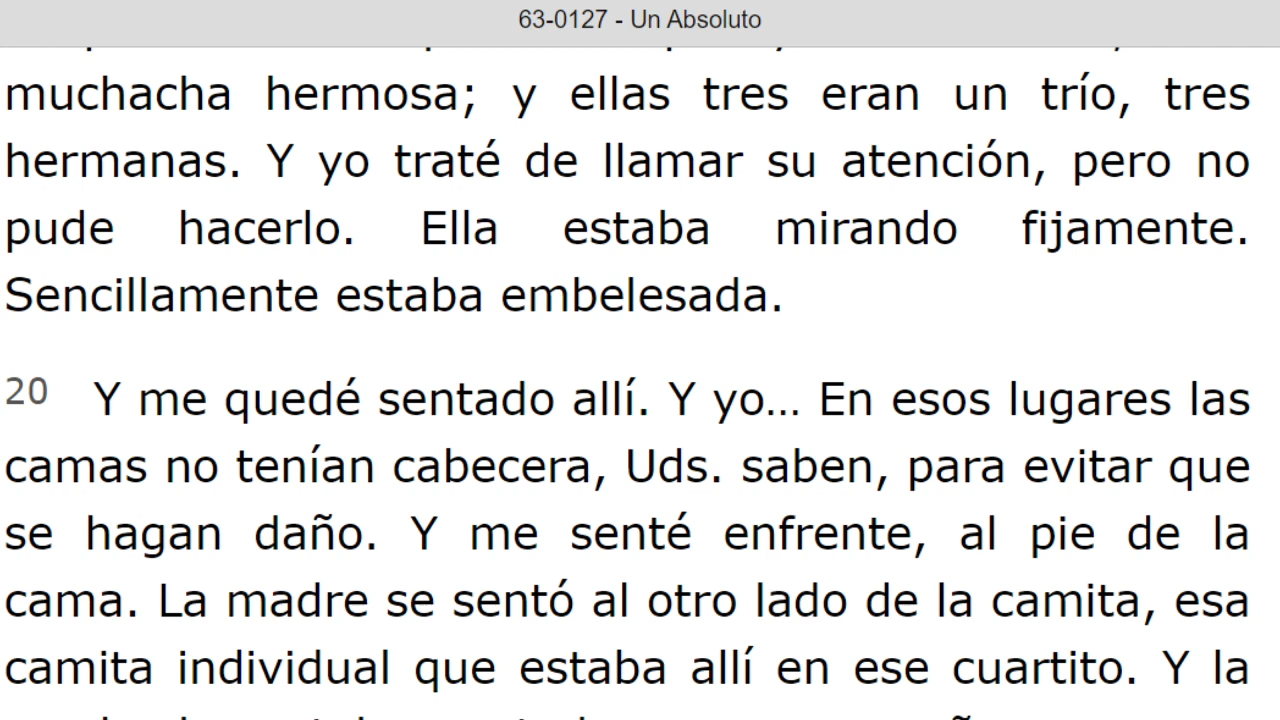 63-0127 - Un Absoluto
muchacha hermosa; y ellas tres eran un trío, tres
hermanas. Y yo traté de llamar su atención, pero no
pude hacerlo. Ella estaba mirando fijamente.
Sencillamente estaba embelesada.
20 Y me quedé sentado allí. Y yo... En esos lugares las
camas no tenían cabecera, Uds. saben, para evitar que
se hagan daño. Y me senté enfrente, al pie de la
cama. La madre se sentó al otro lado de la camita, esa
camita individual que estaba allí en ese cuartito. Y la